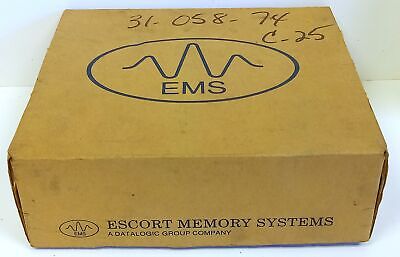 31-058-74
C-25
EMS
EMS
ESCORT MEMORY SYSTEMS
A DATALOGIC GROUP COMPANY